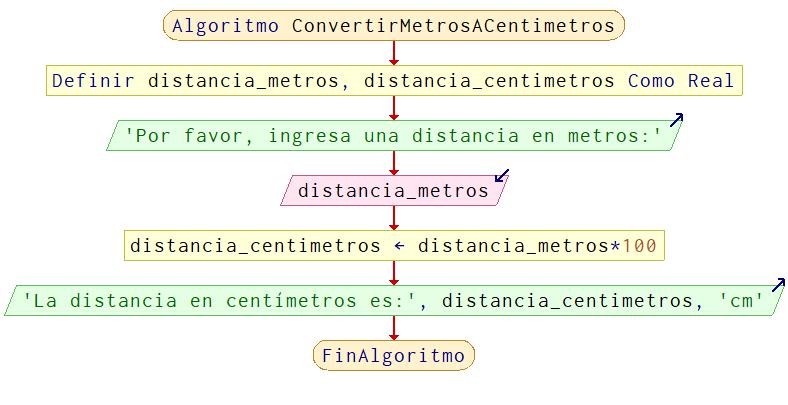 Algoritmo ConvertirMetrosACentimetros
Definir distancia_metros, distancia_centimetros Como Real
'Por favor, ingresa una distancia en metros:'
distancia_metros
distancia_centimetros ← distancia_metros*100
'La distancia en centímetros es:', distancia_centimetros, 'cm'
FinAlgoritmo